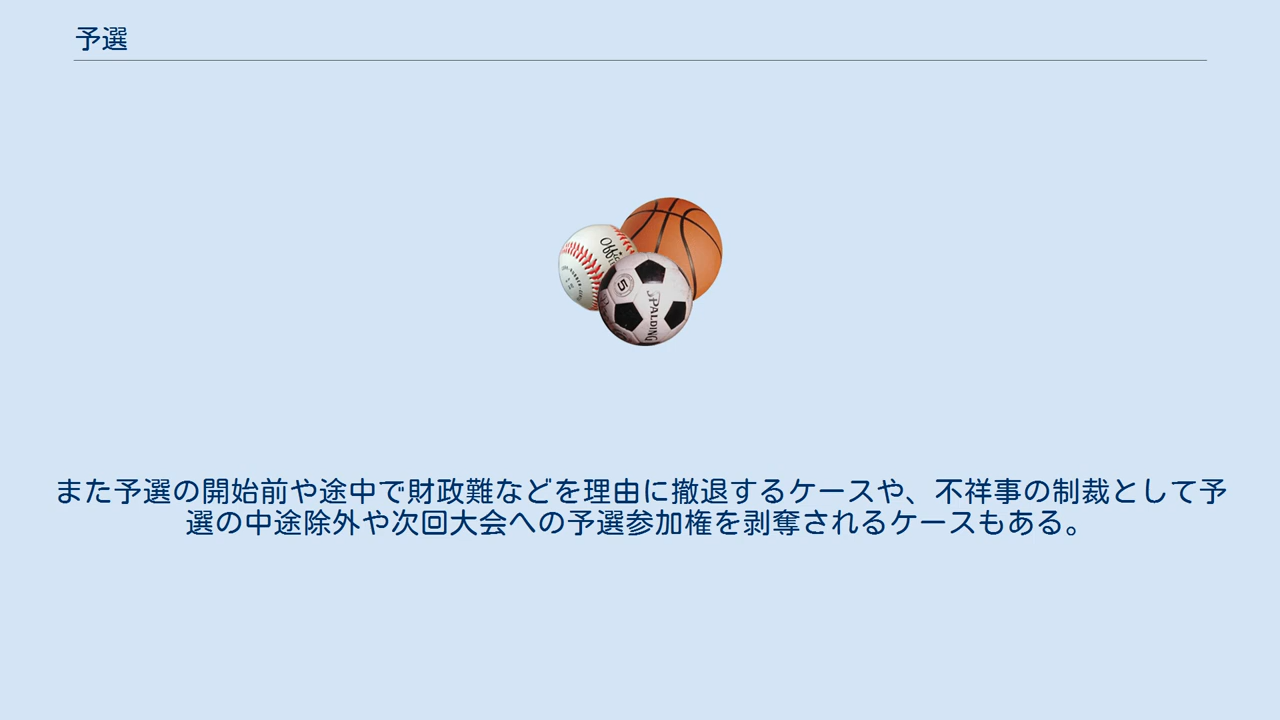 予選
Offic
5
SPALDING
また予選の開始前や途中で財政難などを理由に撤退するケースや、不祥事の制裁として予
選の中途除外や次回大会への予選参加権を剥奪されるケースもある。